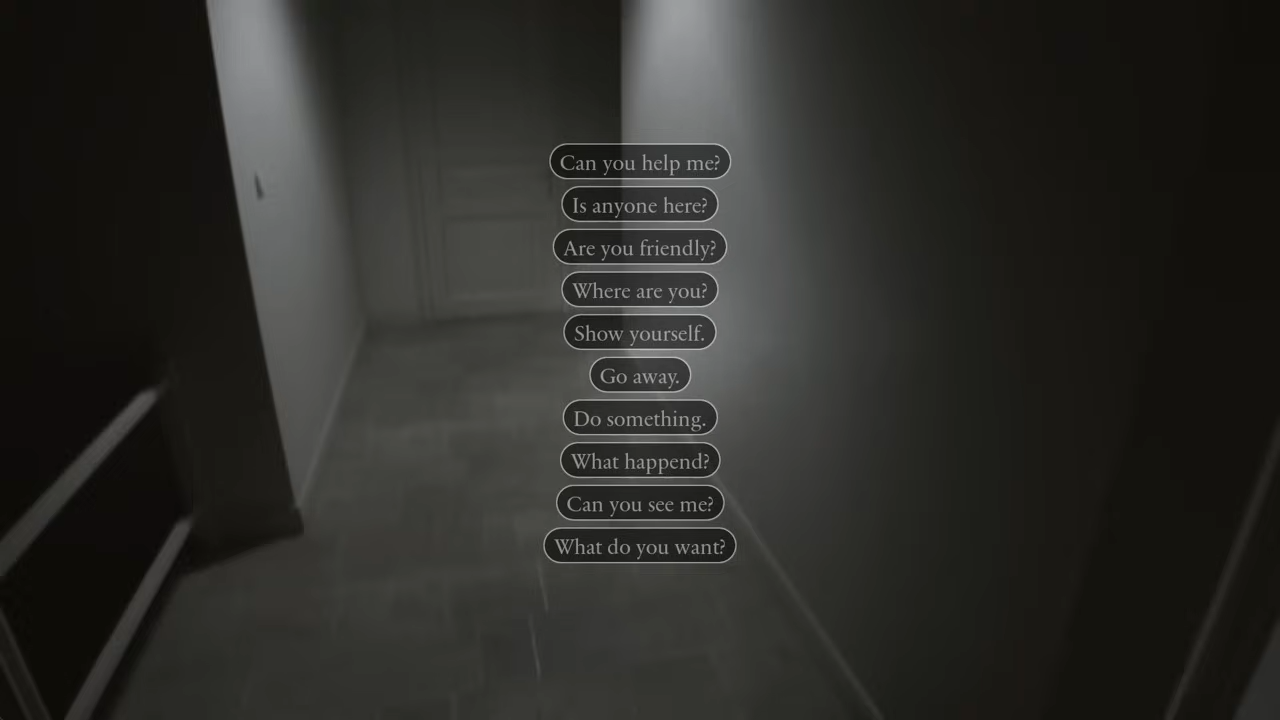 Can you help me?
Is anyone here?
Are you friendly?
Where are you?
Show yourself.
Go away.
Do something.
What happend?
Can you see me?
What do you want?